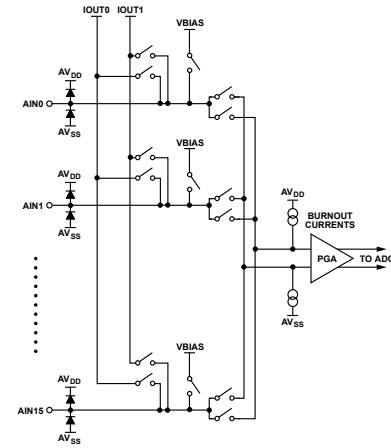 IOUT0 IOUT1
VBIAS
AVDD
AIN0
AVSS
VBIAS
AVDD
AIN1
AVSS
AVDD
BURNOUT
CURRENTS
PGA
TO ADC
AVSS
VBIAS
AVDD
AIN15
AVSS